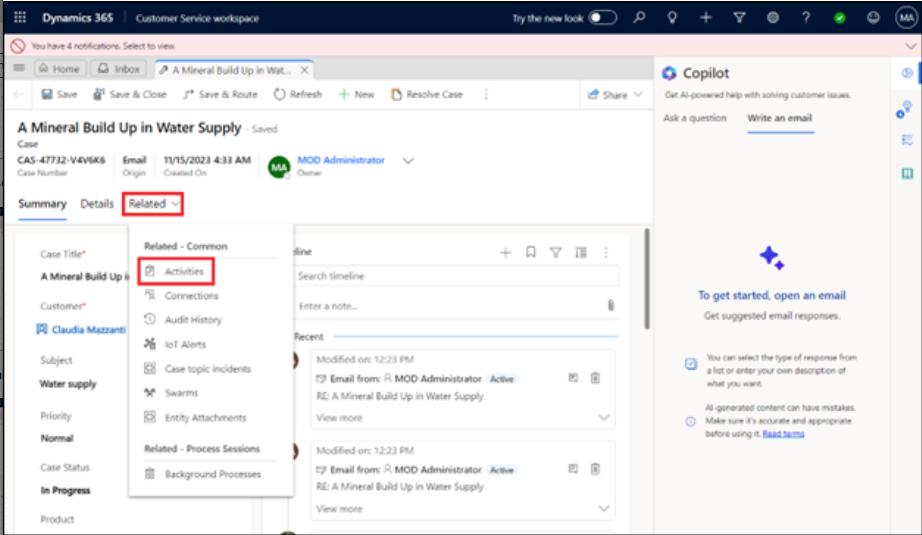 Dynamics 365
Customer Service workspace
Try the new look
MA
You have 4 notifications. Select to view.
Home
Inbox
A Mineral Build Up in Wat...
Save
Save & Close
Save & Route
Refresh
New
Resolve Case
Share
A Mineral Build Up in Water Supply - Saved
Case
CAS-47732-V4V6K6
Case Number
Email
Origin
11/15/2023 4:33 AM
Created On
MA
MOD Administrator
Owner
Summary
Details
Related
Related - Common
Activities
Connections
Audit History
IoT Alerts
Case topic incidents
Swarms
Entity Attachments
Related - Process Sessions
Background Processes
Case Title*
A Mineral Build Up i
Customer*
Claudia Mazzanti
Subject
Water supply
Priority
Normal
Case Status
In Progress
Product
eline
Search timeline
Enter a note...
Recent
Modified on: 12:23 PM
Email from: MOD Administrator Active
RE: A Mineral Build Up in Water Supply
View more
Modified on: 12:23 PM
Email from: MOD Administrator Active
RE: A Mineral Build Up in Water Supply
View more
Copilot
Get AI-powered help with solving customer issues.
Ask a question
Write an email
To get started, open an email
Get suggested email responses.
You can select the type of response from
a list or enter your own description of
what you want.
AI-generated content can have mistakes.
Make sure it's accurate and appropriate
before using it. Read terms